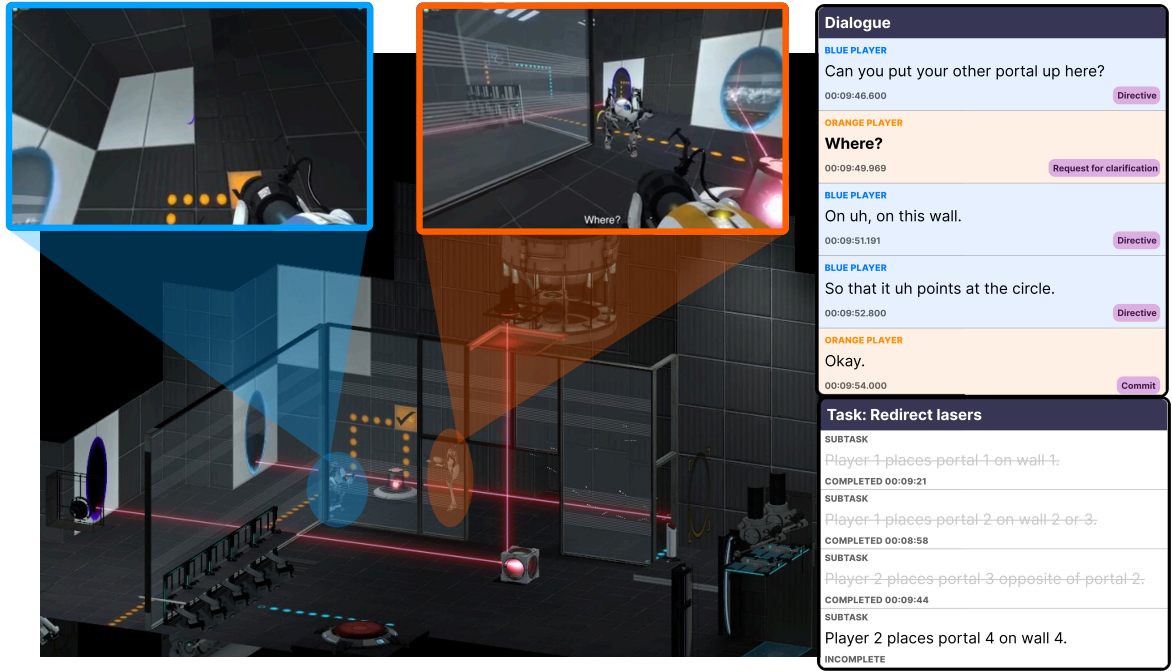 Where?
Dialogue
BLUE PLAYER
Can you put your other portal up here?
00:09:46.600
Directive
ORANGE PLAYER
Where?
00:09:49.969
Request for clarification
BLUE PLAYER
On uh, on this wall.
00:09:51.191
Directive
BLUE PLAYER
So that it uh points at the circle.
00:09:52.800
Directive
ORANGE PLAYER
Okay.
00:09:54.000
Commit
Task: Redirect lasers
SUBTASK
Player 1 places portal 1 on wall 1.
COMPLETED 00:09:21
SUBTASK
Player 1 places portal 2 on wall 2 or 3.
COMPLETED 00:08:58
SUBTASK
Player 2 places portal 3 opposite of portal 2.
COMPLETED 00:09:44
SUBTASK
Player 2 places portal 4 on wall 4.
INCOMPLETE